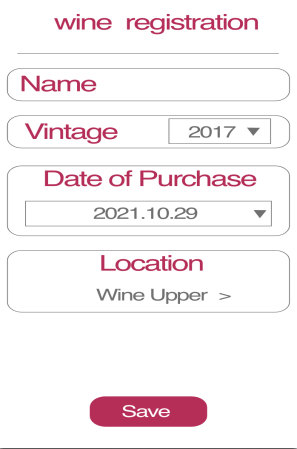 wine registration
Name
Vintage 2017
Date of Purchase
2021.10.29
Location
Wine Upper >
Save